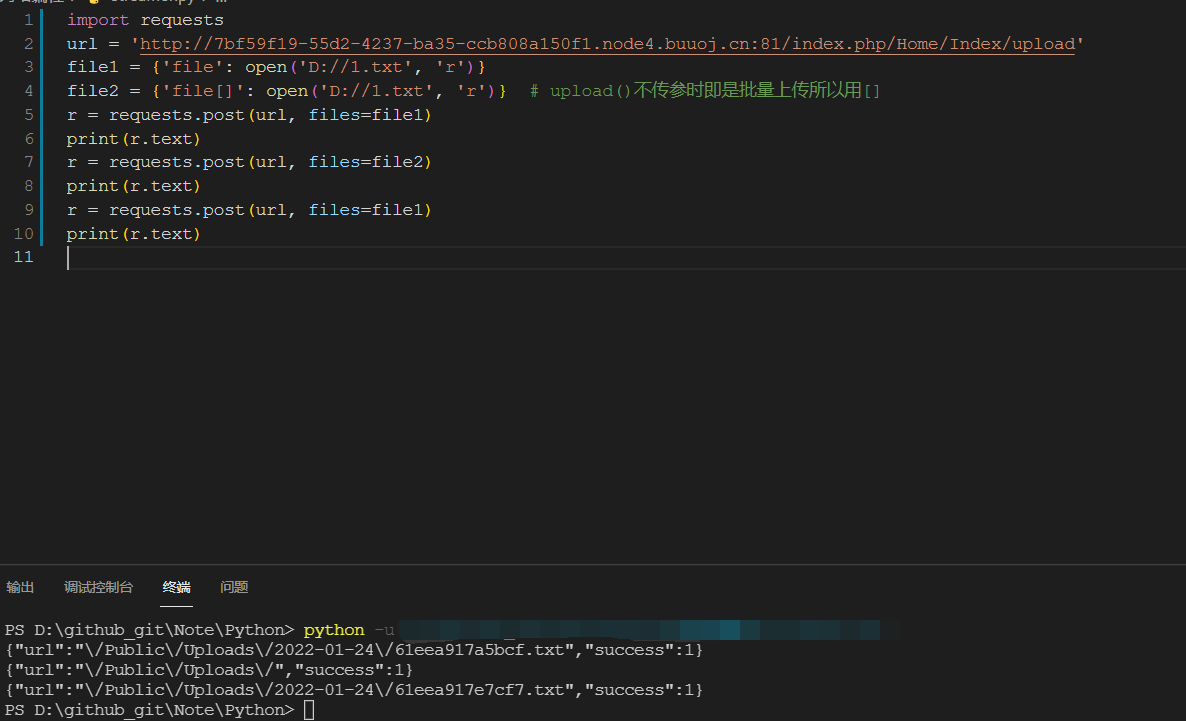 1 import requests
2 url = 'http://7bf59f19-55d2-4237-ba35-ccb808a150f1.node4.buuoj.cn:81/index.php/Home/Index/upload'
3 file1 = {'file': open('D://1.txt', 'r')}
4 file2 = {'file[]': open('D://1.txt', 'r')}  # upload()不传参时即是批量上传所以用[]
5 r = requests.post(url, files=file1)
6 print(r.text)
7 r = requests.post(url, files=file2)
8 print(r.text)
9 r = requests.post(url, files=file1)
10 print(r.text)
11
输出 调试控制台 终端 问题
PS D:\github_git\Note\Python> python -u
{"url":"\/Public\/Uploads\/2022-01-24\/61eea917a5bcf.txt","success":1}
{"url":"\/Public\/Uploads\/","success":1}
{"url":"\/Public\/Uploads\/2022-01-24\/61eea917e7cf7.txt","success":1}
PS D:\github_git\Note\Python>